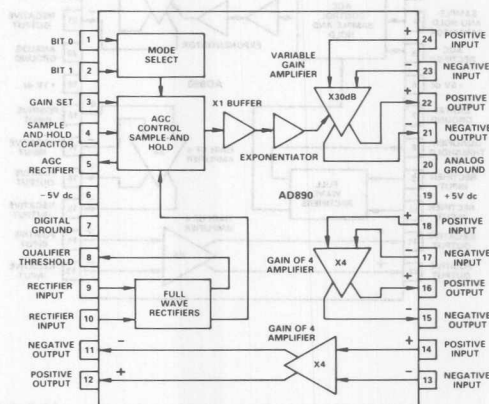 BIT 0
1
BIT 1
2
GAIN SET
3
SAMPLE-
AND-HOLD
CAPACITOR
4
AGC
RECTIFIER
5
−5V dc
6
DIGITAL
GROUND
7
QUALIFIER
THRESHOLD
8
RECTIFIER
INPUT
9
RECTIFIER
INPUT
10
NEGATIVE
OUTPUT
11
POSITIVE
OUTPUT
12
MODE
SELECT
AGC
CONTROL
SAMPLE-AND
HOLD
X1 BUFFER
EXPONENTIATOR
VARIABLE
GAIN
AMPLIFIER
X30dB
AD890
FULL
WAVE
RECTIFIERS
GAIN OF 4
AMPLIFIER
X4
GAIN OF 4
AMPLIFIER
X4
−
+
+
24
POSITIVE
INPUT
−
23
NEGATIVE
INPUT
+
22
POSITIVE
OUTPUT
−
21
NEGATIVE
OUTPUT
20
ANALOG
GROUND
19
+5V dc
+
18
POSITIVE
INPUT
−
17
NEGATIVE
INPUT
+
16
POSITIVE
OUTPUT
−
15
NEGATIVE
OUTPUT
+
14
POSITIVE
INPUT
−
13
NEGATIVE
INPUT